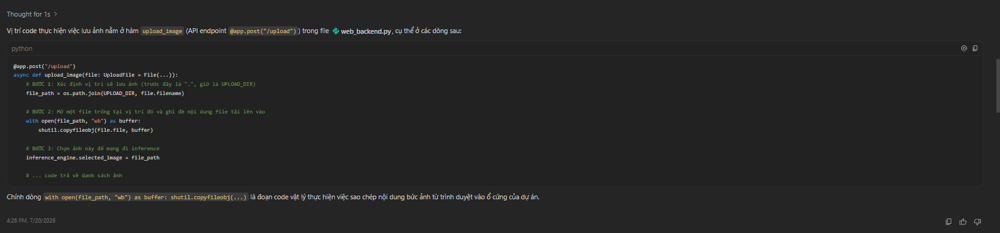 Thought for 1s >
Vị trí code thực hiện việc lưu ảnh nằm ở hàm upload_image (API endpoint @app.post("/upload")) trong file web_backend.py, cụ thể ở các dòng sau:
python
@app.post("/upload")
async def upload_image(file: UploadFile = File(...)):
    # BƯỚC 1: Xác định vị trí sẽ lưu ảnh (trước đây là ".", giờ là UPLOAD_DIR)
    file_path = os.path.join(UPLOAD_DIR, file.filename)
    # BƯỚC 2: Mở một file trống tại vị trí đó và ghi đè nội dung file tải lên vào
    with open(file_path, "wb") as buffer:
        shutil.copyfileobj(file.file, buffer)
    # BƯỚC 3: Chọn ảnh này để mang đi inference
    inference_engine.selected_image = file_path
    # ... code trả về danh sách ảnh
Chính dòng with open(file_path, "wb") as buffer: shutil.copyfileobj(...) là đoạn code vật lý thực hiện việc sao chép nội dung bức ảnh từ trình duyệt vào ổ cứng của dự án.
4:26 PM, 7/20/2026